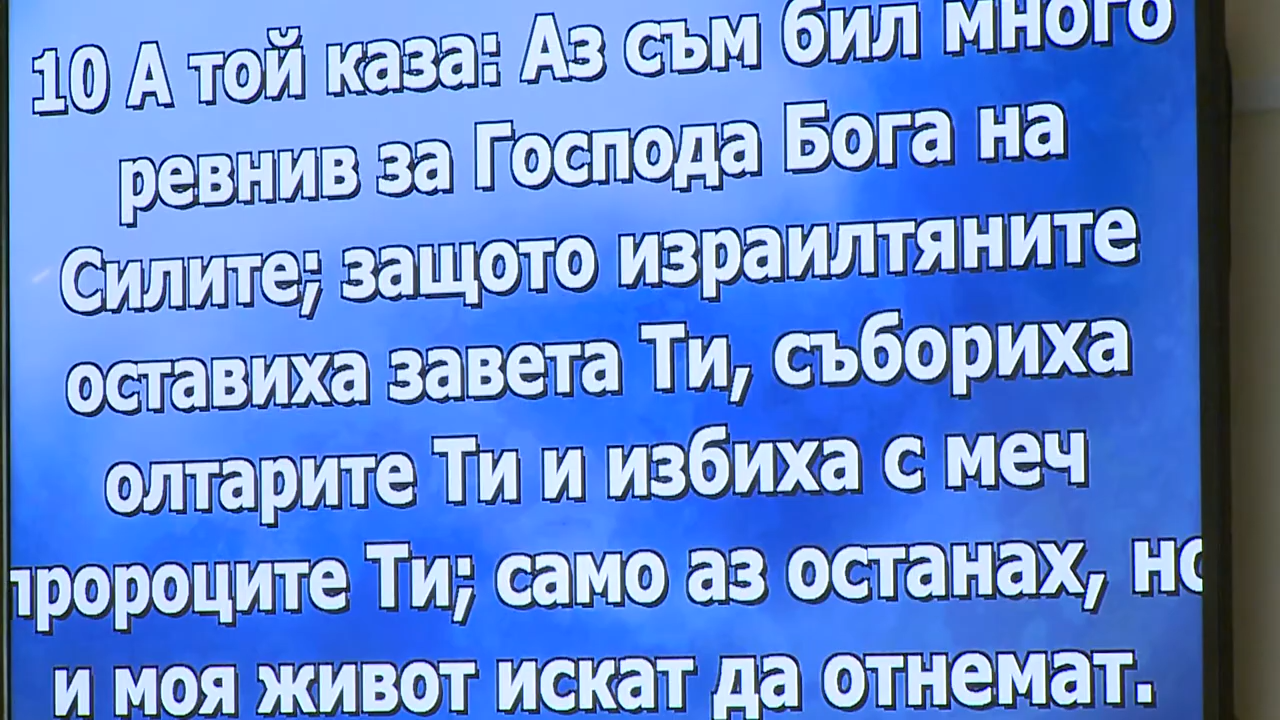 10 А той каза: Аз съм бил много
ревнив за Господа Бога на
Силите; защото израилтяните
оставиха завета Ти, събориха
олтарите Ти и избиха с меч
пророците Ти; само аз останах, но
и моя живот искат да отнемат.